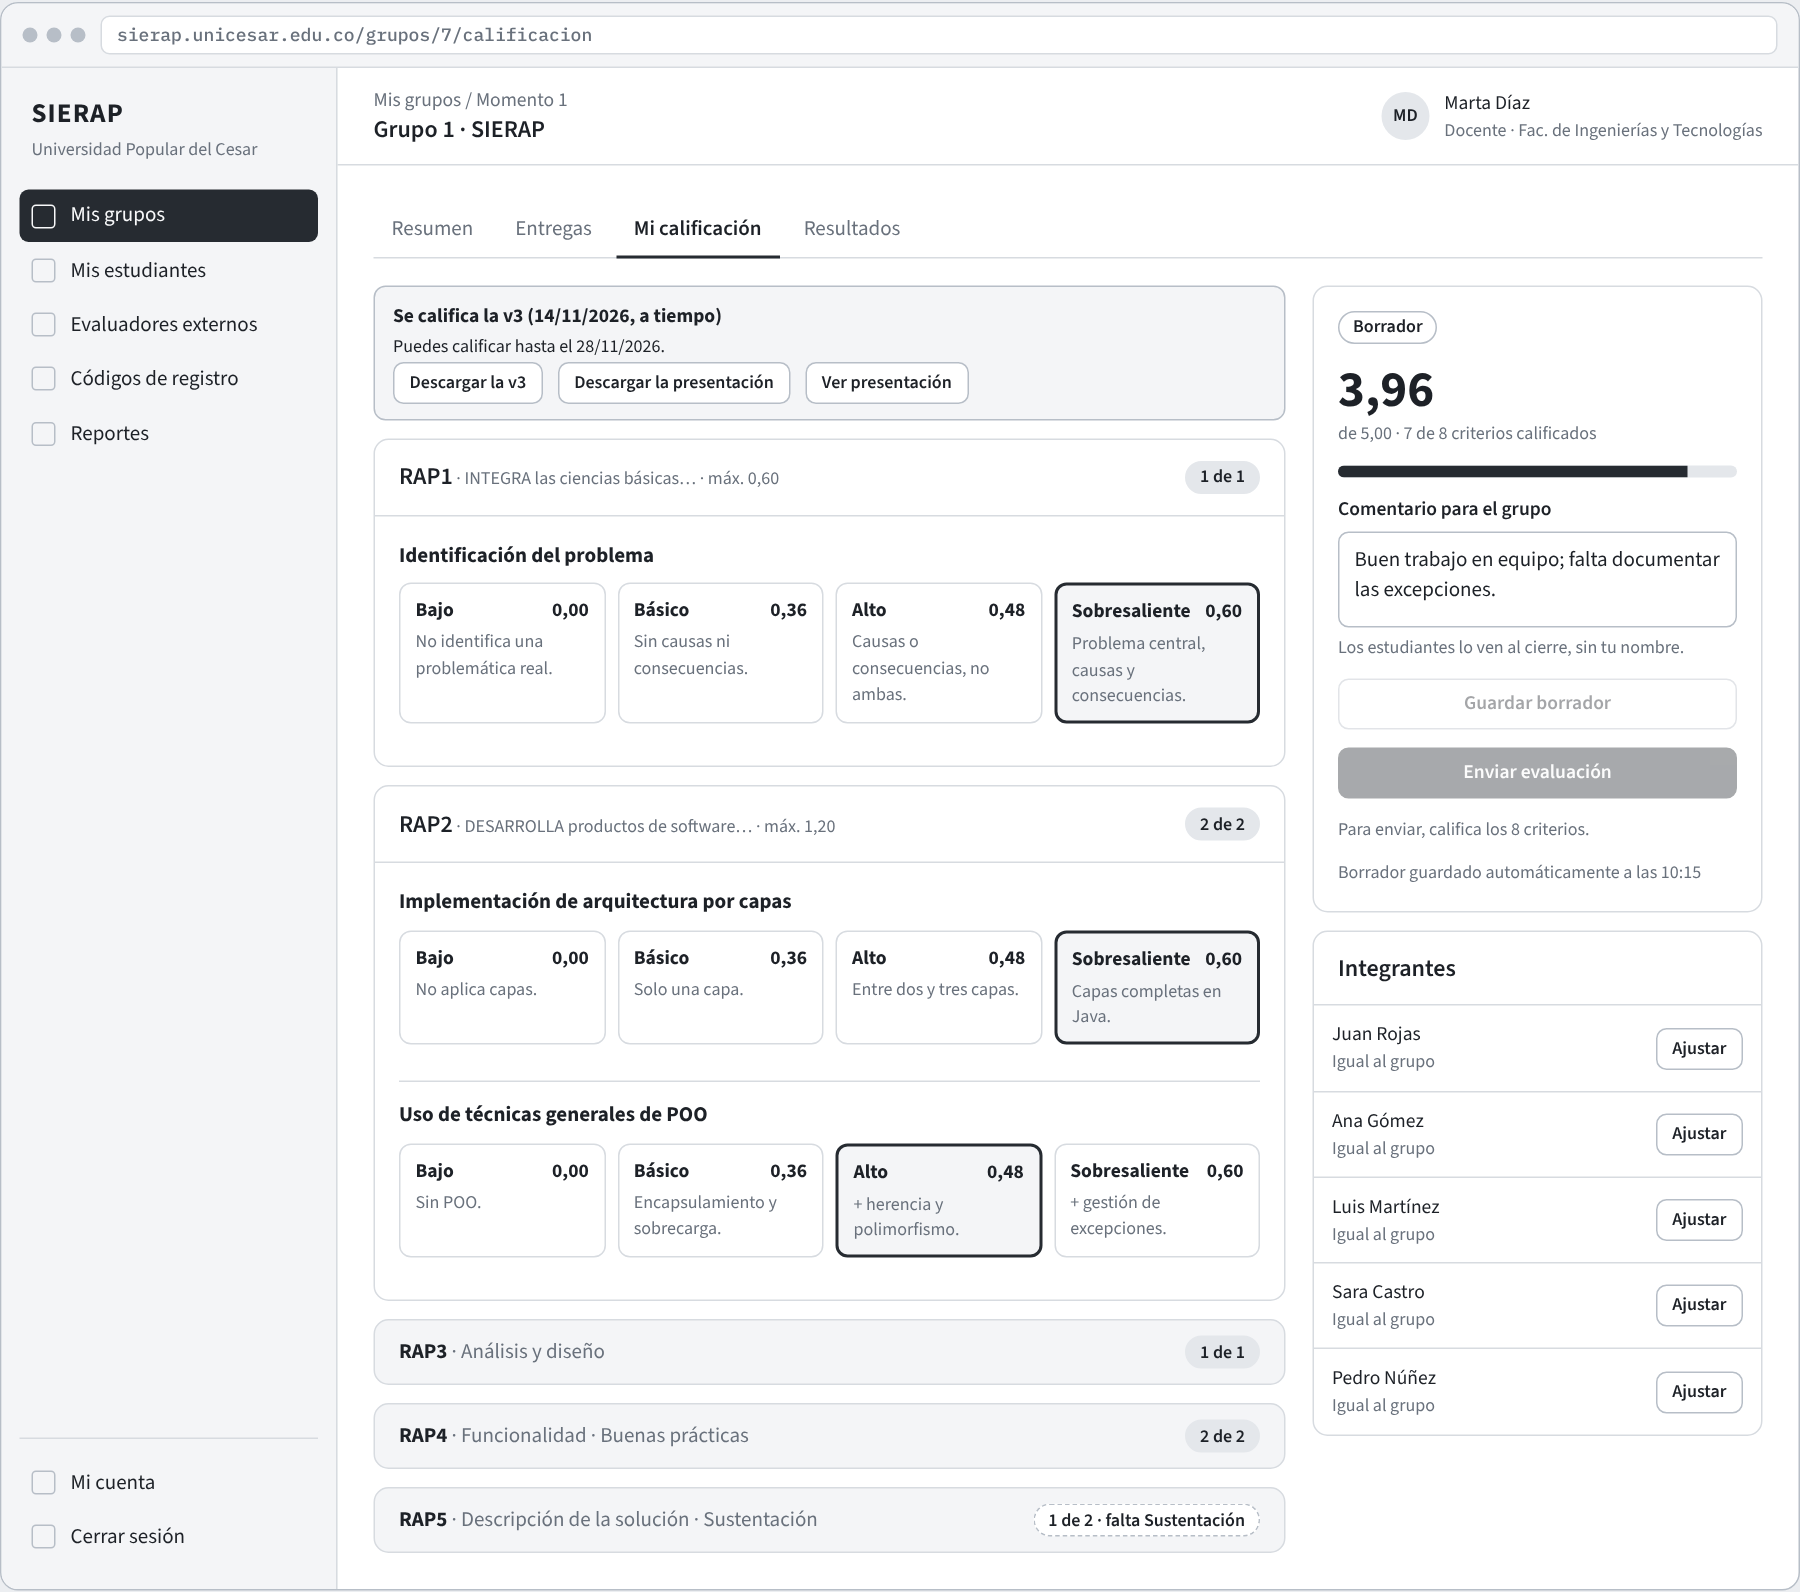 sierap.unicesar.edu.co/grupos/7/calificacion
SIERAP
Universidad Popular del Cesar
Mis grupos
Mis estudiantes
Evaluadores externos
Códigos de registro
Reportes
Mi cuenta
Cerrar sesión
Mis grupos / Momento 1
Grupo 1 · SIERAP
MD
Marta Díaz
Docente · Fac. de Ingenierías y Tecnologías
Resumen Entregas Mi calificación Resultados
Se califica la v3 (14/11/2026, a tiempo)
Puedes calificar hasta el 28/11/2026.
Descargar la v3 Descargar la presentación Ver presentación
RAP1 · INTEGRA las ciencias básicas… · máx. 0,60
1 de 1
Identificación del problema
Bajo 0,00
No identifica una
problemática real.
Básico 0,36
Sin causas ni
consecuencias.
Alto 0,48
Causas o
consecuencias, no
ambas.
Sobresaliente 0,60
Problema central,
causas y
consecuencias.
RAP2 · DESARROLLA productos de software… · máx. 1,20
2 de 2
Implementación de arquitectura por capas
Bajo 0,00
No aplica capas.
Básico 0,36
Solo una capa.
Alto 0,48
Entre dos y tres capas.
Sobresaliente 0,60
Capas completas en
Java.
Uso de técnicas generales de POO
Bajo 0,00
Sin POO.
Básico 0,36
Encapsulamiento y
sobrecarga.
Alto 0,48
+ herencia y
polimorfismo.
Sobresaliente 0,60
+ gestión de
excepciones.
RAP3 · Análisis y diseño
1 de 1
RAP4 · Funcionalidad · Buenas prácticas
2 de 2
RAP5 · Descripción de la solución · Sustentación
1 de 2 · falta Sustentación
Borrador
3,96
de 5,00 · 7 de 8 criterios calificados
Comentario para el grupo
Buen trabajo en equipo; falta documentar
las excepciones.
Los estudiantes lo ven al cierre, sin tu nombre.
Guardar borrador
Enviar evaluación
Para enviar, califica los 8 criterios.
Borrador guardado automáticamente a las 10:15
Integrantes
Juan Rojas
Igual al grupo
Ajustar
Ana Gómez
Igual al grupo
Ajustar
Luis Martínez
Igual al grupo
Ajustar
Sara Castro
Igual al grupo
Ajustar
Pedro Núñez
Igual al grupo
Ajustar